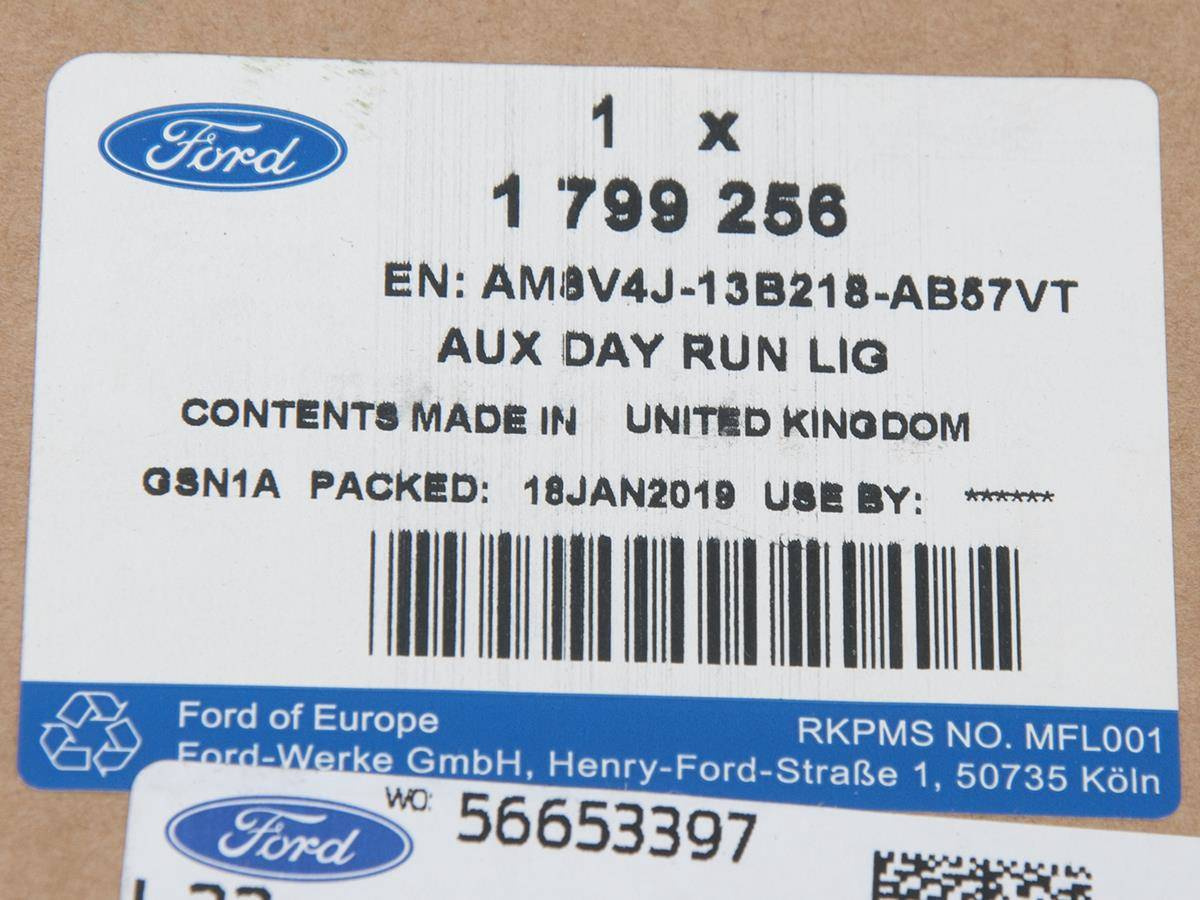 Ford
1 x
1 799 256
EN: AM8V4J-13B218-AB57VT
AUX DAY RUN LIG
CONTENTS MADE IN UNITED KINGDOM
GSN1A PACKED: 18JAN2019 USE BY: ******
Ford of Europe
RKPMS NO. MFL001
Ford-Werke GmbH, Henry-Ford-Straße 1, 50735 Köln
Ford
WO: 56653397